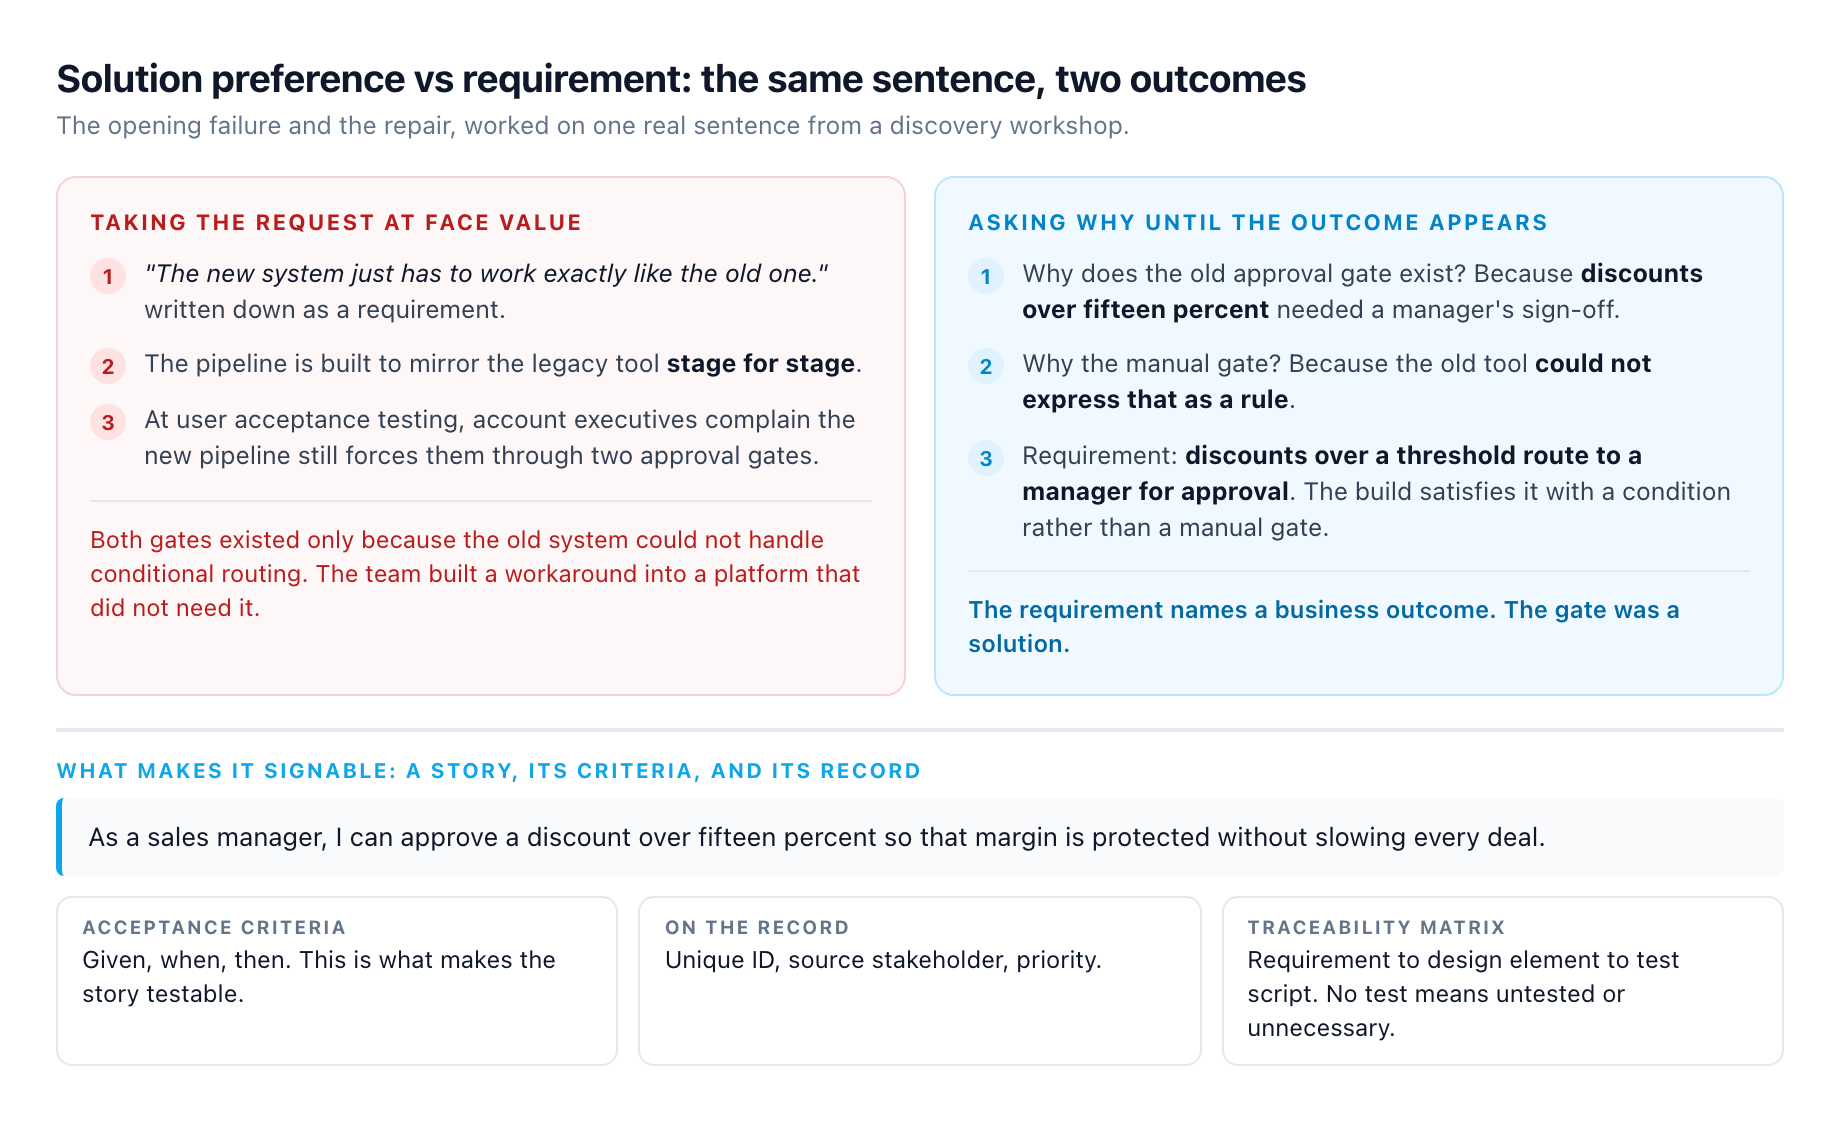 Solution preference vs requirement: the same sentence, two outcomes
The opening failure and the repair, worked on one real sentence from a discovery workshop.
TAKING THE REQUEST AT FACE VALUE
1
"The new system just has to work exactly like the old one."
written down as a requirement.
2
The pipeline is built to mirror the legacy tool stage for stage.
3
At user acceptance testing, account executives complain the
new pipeline still forces them through two approval gates.
Both gates existed only because the old system could not handle
conditional routing. The team built a workaround into a platform that
did not need it.
ASKING WHY UNTIL THE OUTCOME APPEARS
1
Why does the old approval gate exist? Because discounts
over fifteen percent needed a manager's sign-off.
2
Why the manual gate? Because the old tool could not
express that as a rule.
3
Requirement: discounts over a threshold route to a
manager for approval. The build satisfies it with a condition
rather than a manual gate.
The requirement names a business outcome. The gate was a
solution.
WHAT MAKES IT SIGNABLE: A STORY, ITS CRITERIA, AND ITS RECORD
As a sales manager, I can approve a discount over fifteen percent so that margin is protected without slowing every deal.
ACCEPTANCE CRITERIA
Given, when, then. This is what makes the
story testable.
ON THE RECORD
Unique ID, source stakeholder, priority.
TRACEABILITY MATRIX
Requirement to design element to test
script. No test means untested or
unnecessary.